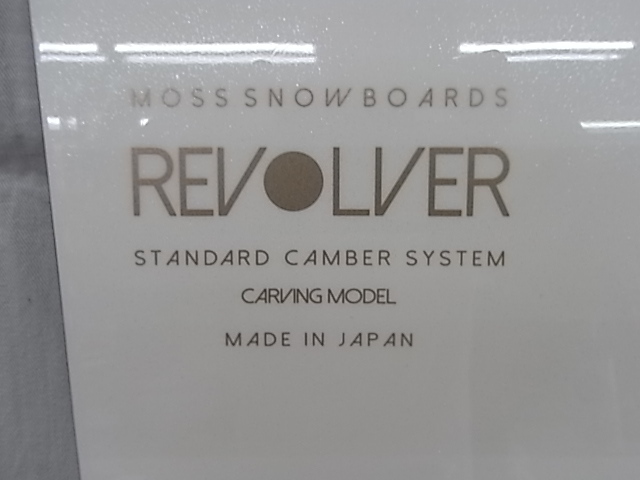 MOSS SNOWBOARDS
REVOLVER
STANDARD CAMBER SYSTEM
CARVING MODEL
MADE IN JAPAN